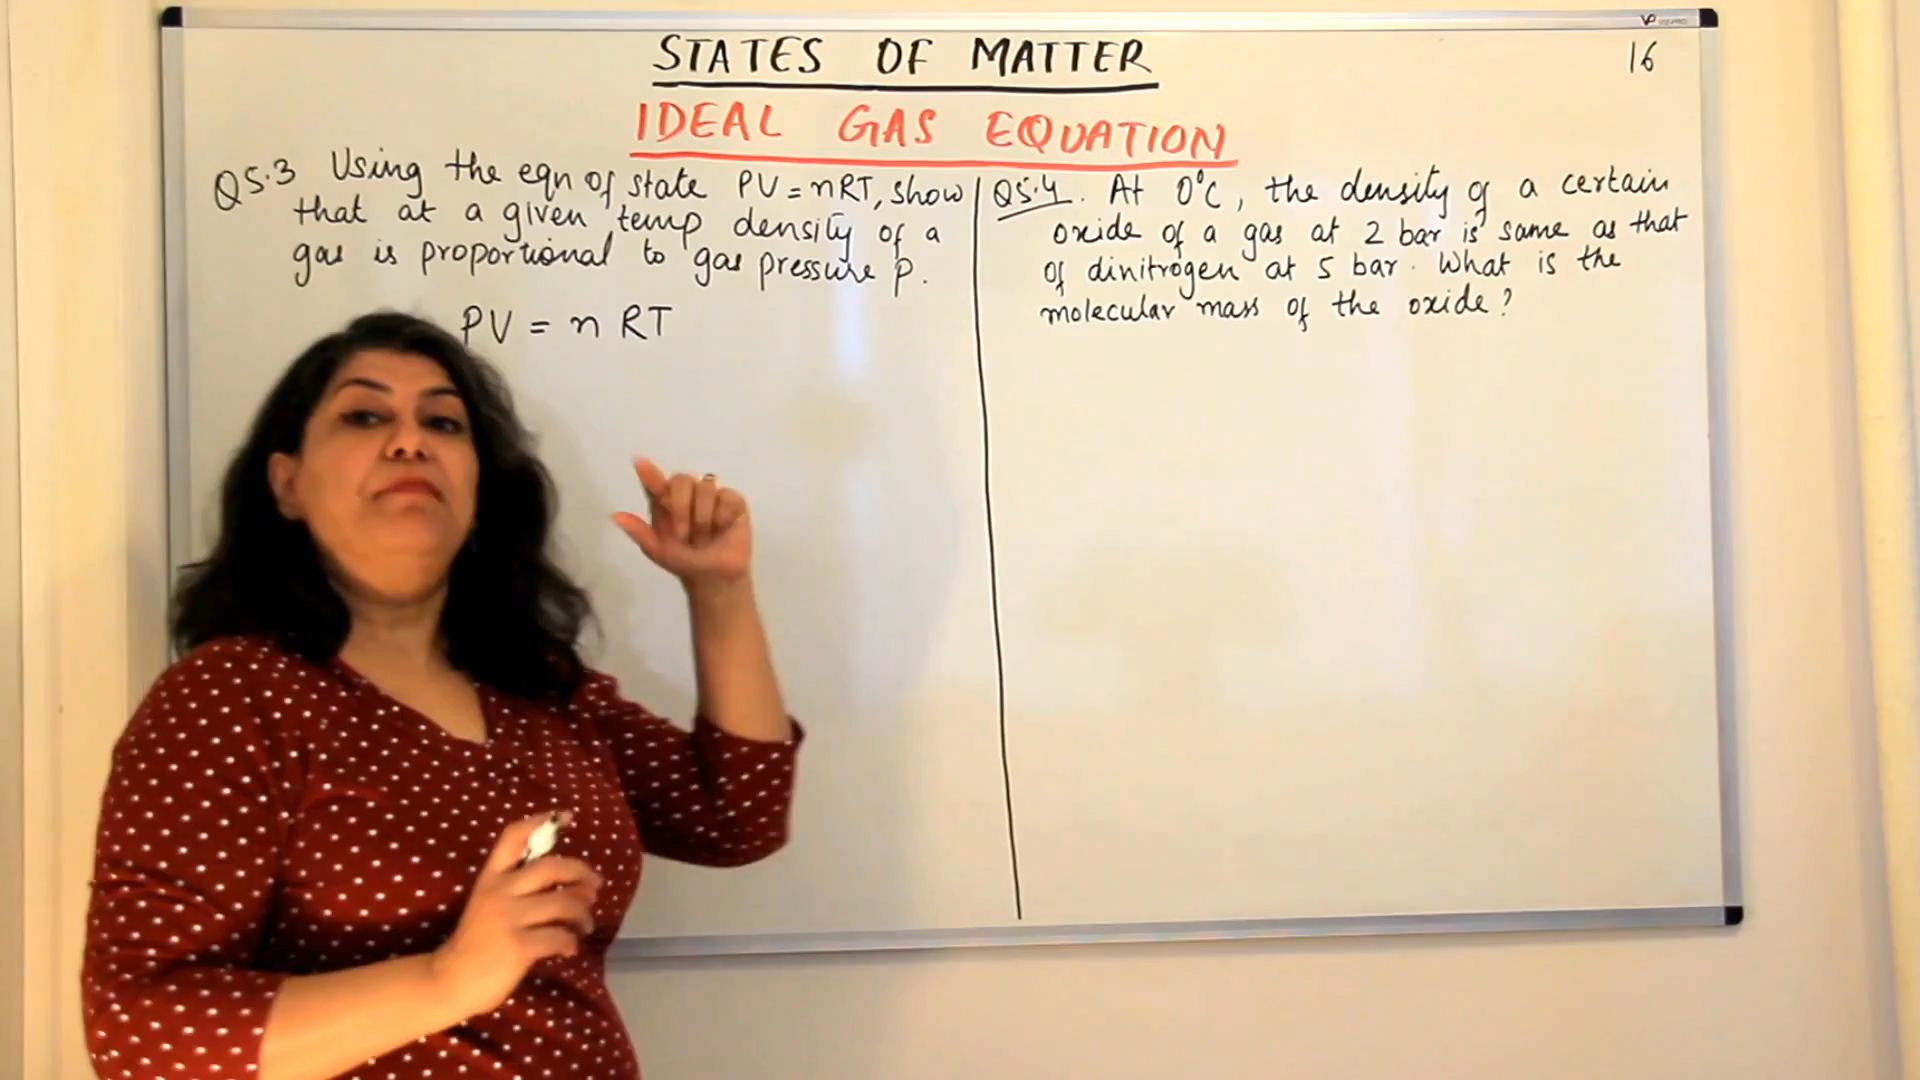 STATES OF MATTER
16
IDEAL GAS EQUATION
Q5.3 Using the eqn of state PV = nRT, show
that at a given temp density of a
gas is proportional to gas pressure p.
PV = n RT
Q5.4. At 0°C, the density of a certain
oxide of a gas at 2 bar is same as that
of dinitrogen at 5 bar. What is the
molecular mass of the oxide?